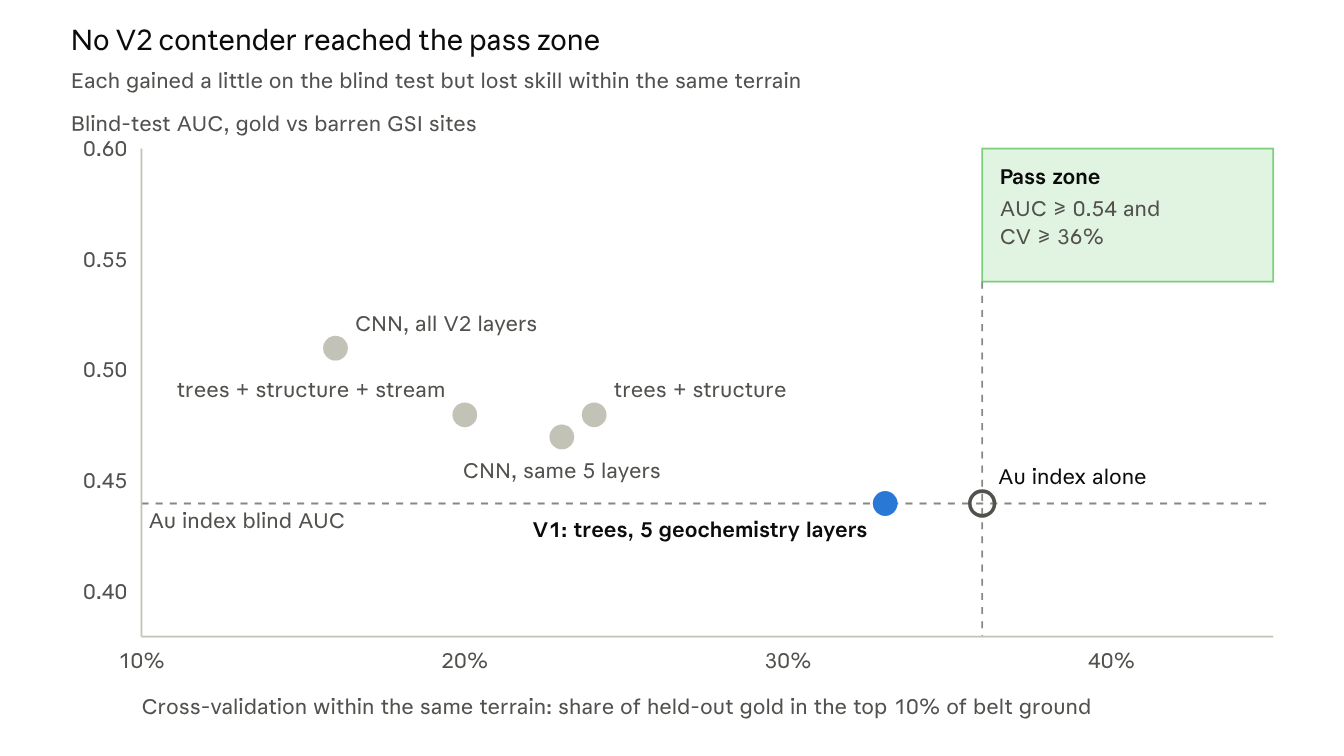 No V2 contender reached the pass zone
Each gained a little on the blind test but lost skill within the same terrain
Blind-test AUC, gold vs barren GSI sites
0.60
Pass zone
AUC ≥ 0.54 and
CV ≥ 36%
0.55
CNN, all V2 layers
0.50
trees + structure + stream
trees + structure
CNN, same 5 layers
0.45
Au index alone
Au index blind AUC
V1: trees, 5 geochemistry layers
0.40
10%
20%
30%
40%
Cross-validation within the same terrain: share of held-out gold in the top 10% of belt ground